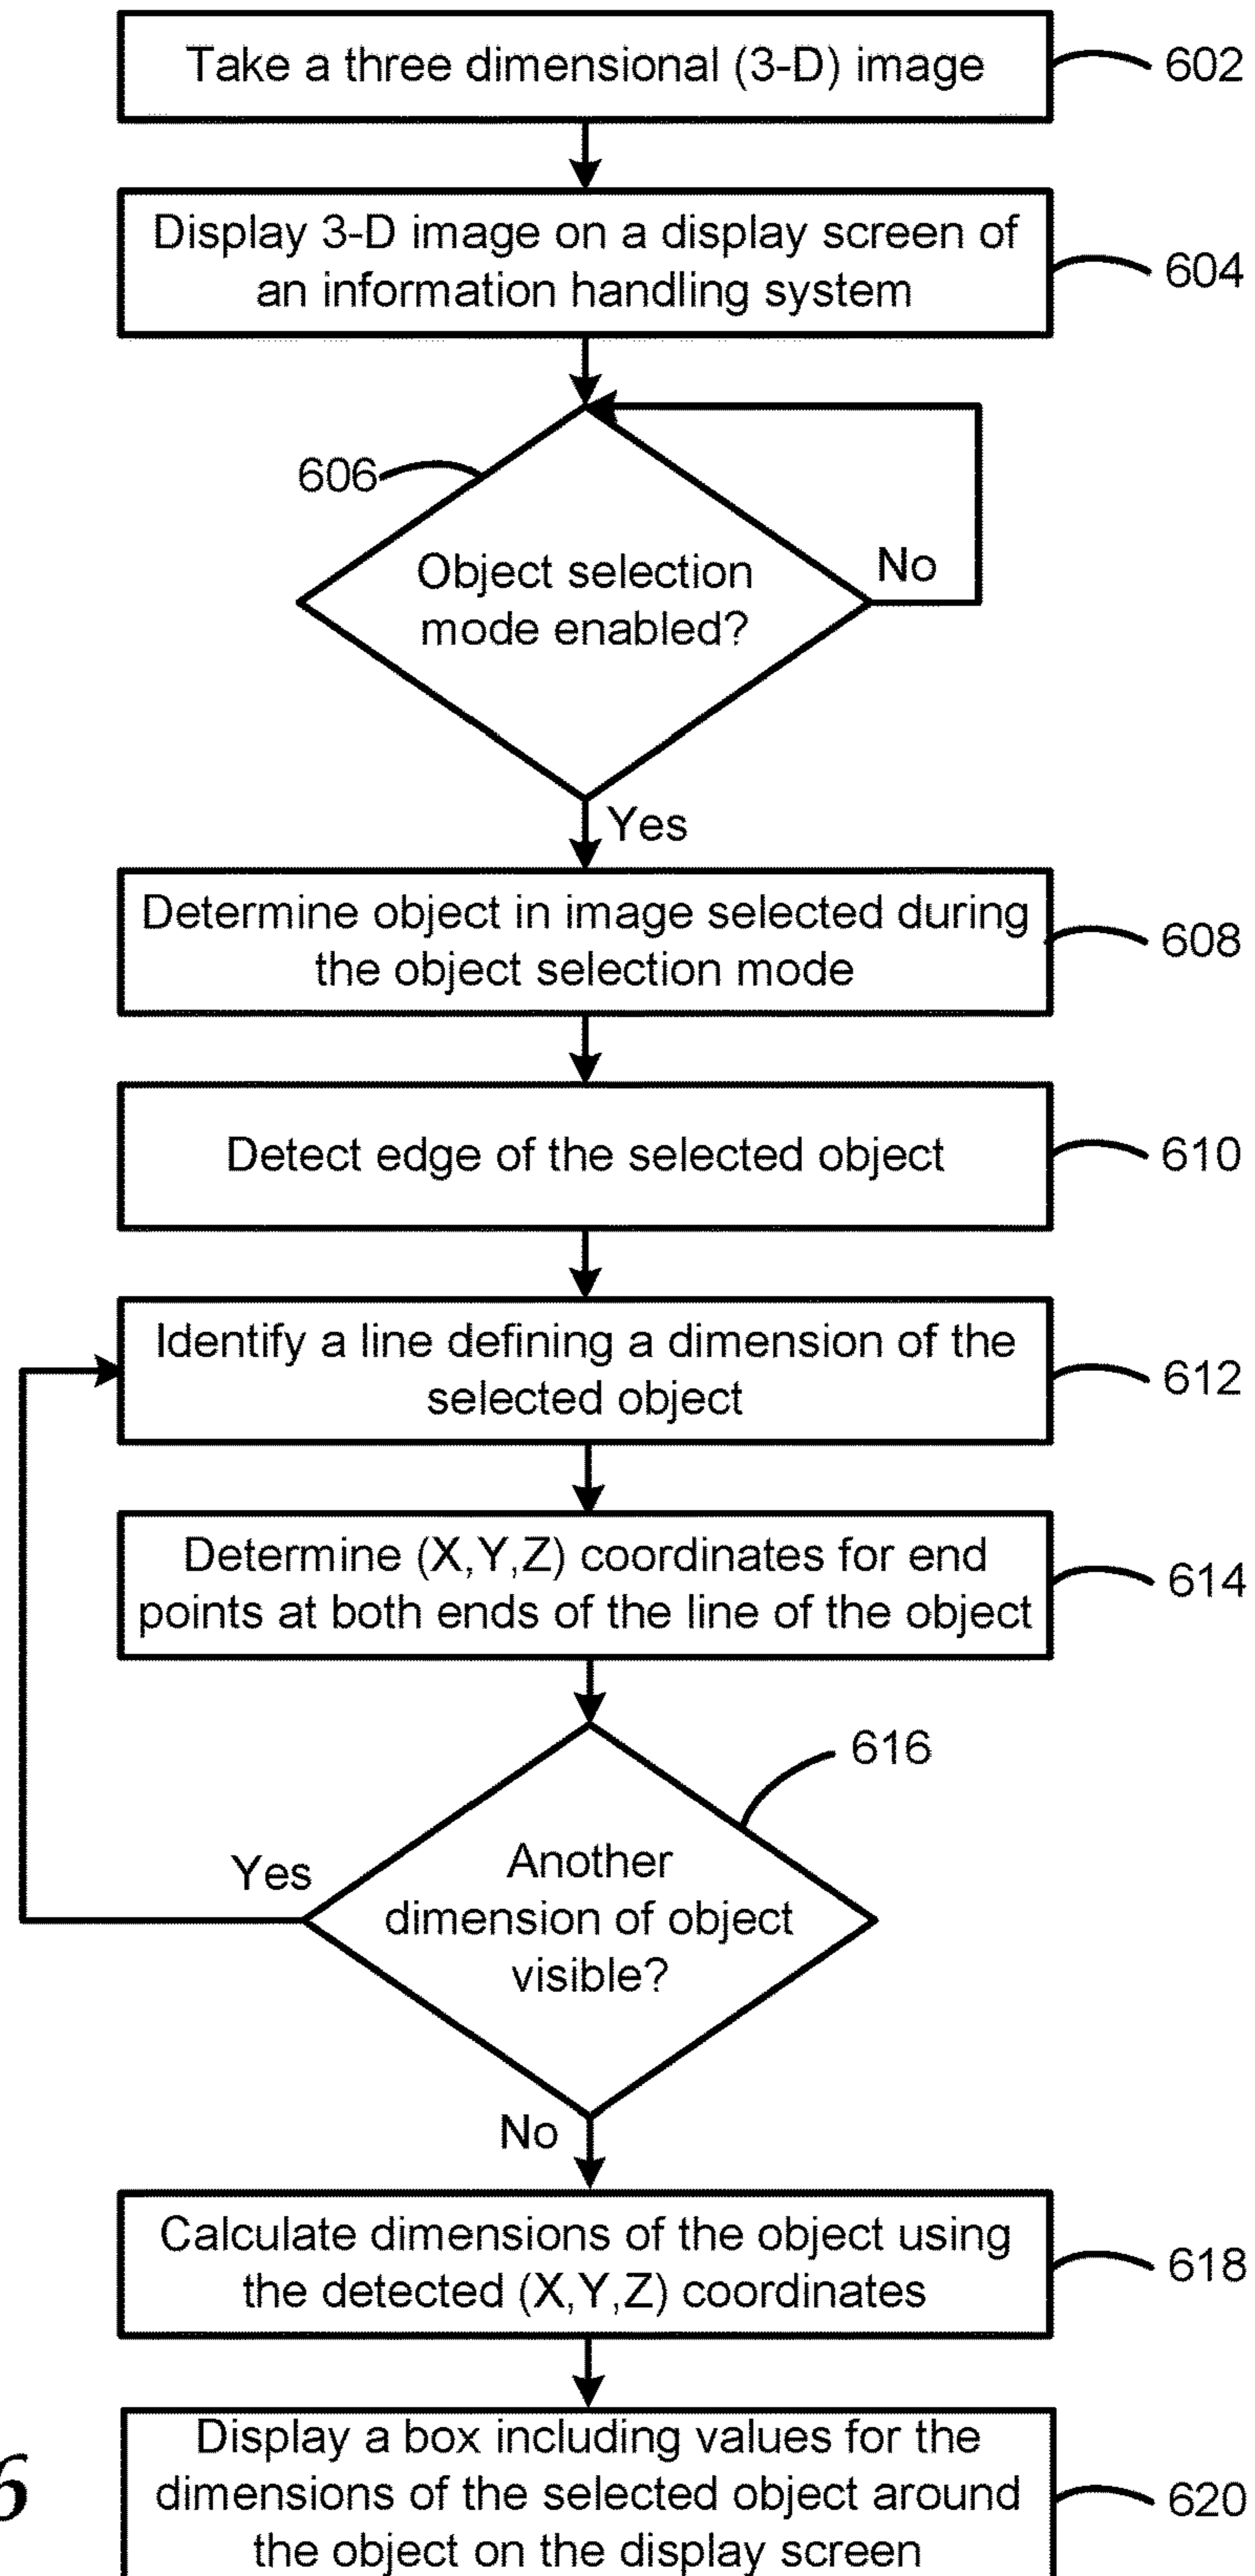 Take a three dimensional (3-D) image
602
Display 3-D image on a display screen of
an information handling system
604
606
Object selection
mode enabled?
No
Yes
Determine object in image selected during
the object selection mode
608
Detect edge of the selected object
610
Identify a line defining a dimension of the
selected object
612
Determine (X,Y,Z) coordinates for end
points at both ends of the line of the object
614
616
Another
dimension of object
visible?
Yes
No
Calculate dimensions of the object using
the detected (X,Y,Z) coordinates
618
6
Display a box including values for the
dimensions of the selected object around
the object on the display screen
620